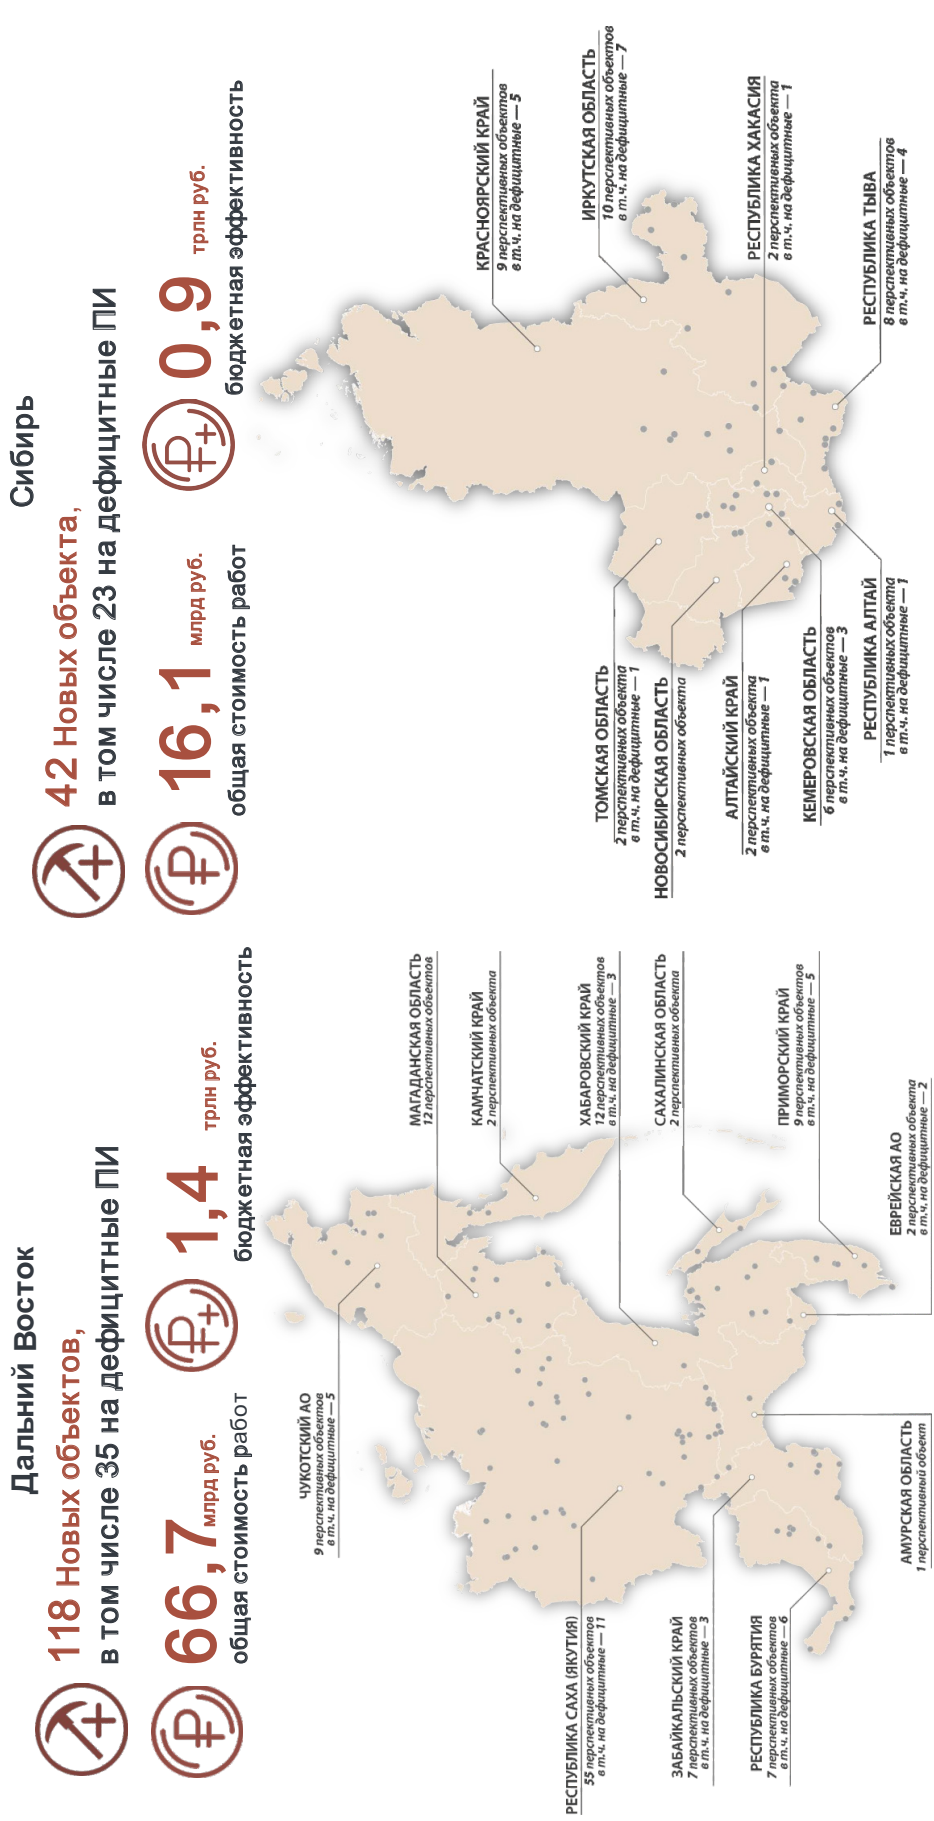 Дальний Восток
118 Новых объектов,
в том числе 35 на дефицитные ПИ
66,7 млрд руб.
общая стоимость работ
1,4 трлн руб.
бюджетная эффективность
ЧУКОТСКИЙ АО
9 перспективных объектов
в т.ч. на дефицитные — 5
МАГАДАНСКАЯ ОБЛАСТЬ
12 перспективных объектов
КАМЧАТСКИЙ КРАЙ
2 перспективных объекта
РЕСПУБЛИКА САХА (ЯКУТИЯ)
55 перспективных объектов
в т.ч. на дефицитные — 11
ХАБАРОВСКИЙ КРАЙ
12 перспективных объектов
в т.ч. на дефицитные — 3
САХАЛИНСКАЯ ОБЛАСТЬ
2 перспективных объекта
ЗАБАЙКАЛЬСКИЙ КРАЙ
7 перспективных объектов
в т.ч. на дефицитные — 3
РЕСПУБЛИКА БУРЯТИЯ
7 перспективных объектов
в т.ч. на дефицитные — 6
ПРИМОРСКИЙ КРАЙ
9 перспективных объектов
в т.ч. на дефицитные — 5
АМУРСКАЯ ОБЛАСТЬ
1 перспективный объект
ЕВРЕЙСКАЯ АО
2 перспективных объекта
в т.ч. на дефицитные — 2
Сибирь
42 Новых объекта,
в том числе 23 на дефицитные ПИ
16,1 млрд руб.
общая стоимость работ
0,9 трлн руб.
бюджетная эффективность
КРАСНОЯРСКИЙ КРАЙ
9 перспективных объектов
в т.ч. на дефицитные — 5
ИРКУТСКАЯ ОБЛАСТЬ
10 перспективных объектов
в т.ч. на дефицитные — 7
ТОМСКАЯ ОБЛАСТЬ
2 перспективных объекта
в т.ч. на дефицитные — 1
НОВОСИБИРСКАЯ ОБЛАСТЬ
2 перспективных объекта
АЛТАЙСКИЙ КРАЙ
2 перспективных объекта
в т.ч. на дефицитные — 1
РЕСПУБЛИКА ХАКАСИЯ
2 перспективных объекта
в т.ч. на дефицитные — 1
КЕМЕРОВСКАЯ ОБЛАСТЬ
6 перспективных объектов
в т.ч. на дефицитные — 3
РЕСПУБЛИКА АЛТАЙ
1 перспективных объекта
в т.ч. на дефицитные — 1
РЕСПУБЛИКА ТЫВА
8 перспективных объектов
в т.ч. на дефицитные — 4